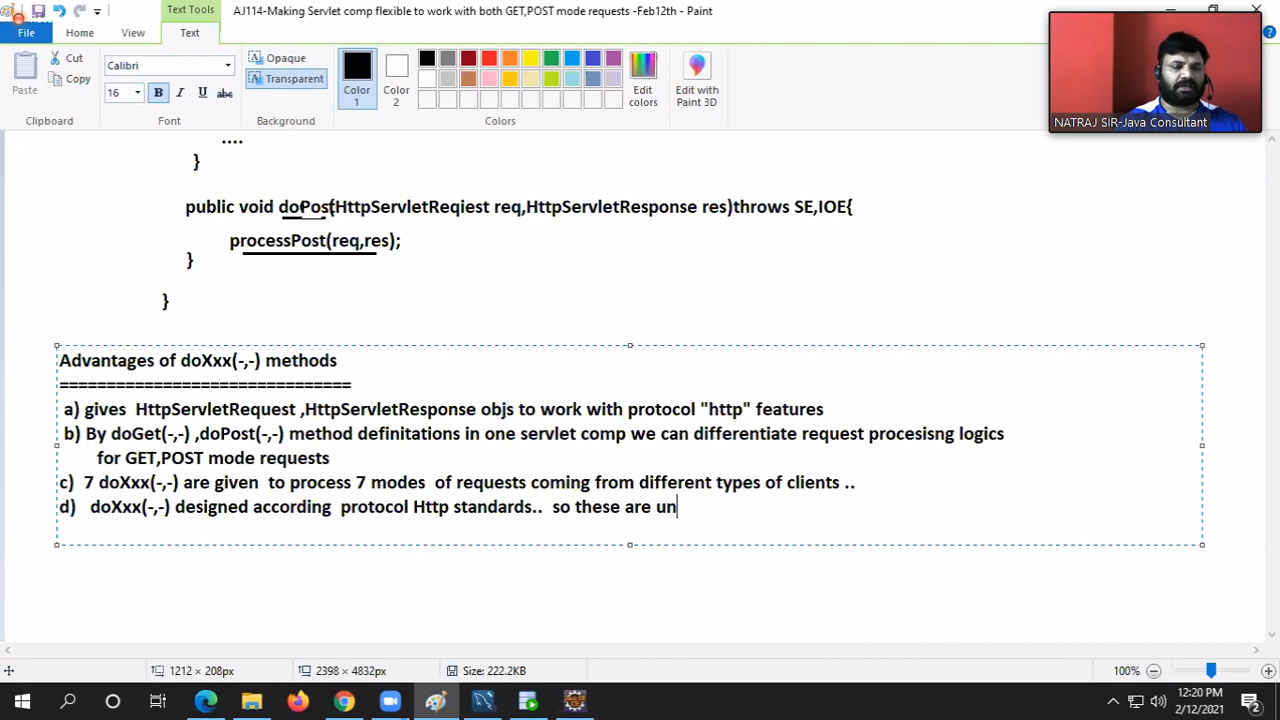 Text Tools
AJ114-Making Servlet comp flexible to work with both GET,POST mode requests -Feb12th - Paint
File Home View Text
Paste
Cut
Copy
Clipboard
Calibri
16 B I U abc
Font
Opaque
Transparent
Background
Color 1
Color 2
Edit colors
Edit with Paint 3D
Colors
NATRAJ SIR-Java Consultant
....
}
public void doPost(HttpServletReqiest req,HttpServletResponse res)throws SE,IOE{
processPost(req,res);
}
}
Advantages of doXxx(-,-) methods
===============================
a) gives HttpServletRequest ,HttpServletResponse objs to work with protocol "http" features
b) By doGet(-,-) ,doPost(-,-) method definitations in one servlet comp we can differentiate request procesisng logics
for GET,POST mode requests
c) 7 doXxx(-,-) are given to process 7 modes of requests coming from different types of clients ..
d) doXxx(-,-) designed according protocol Http standards.. so these are un
1212 × 208px
2398 × 4832px
Size: 222.2KB
100%
12:20 PM
2/12/2021
2